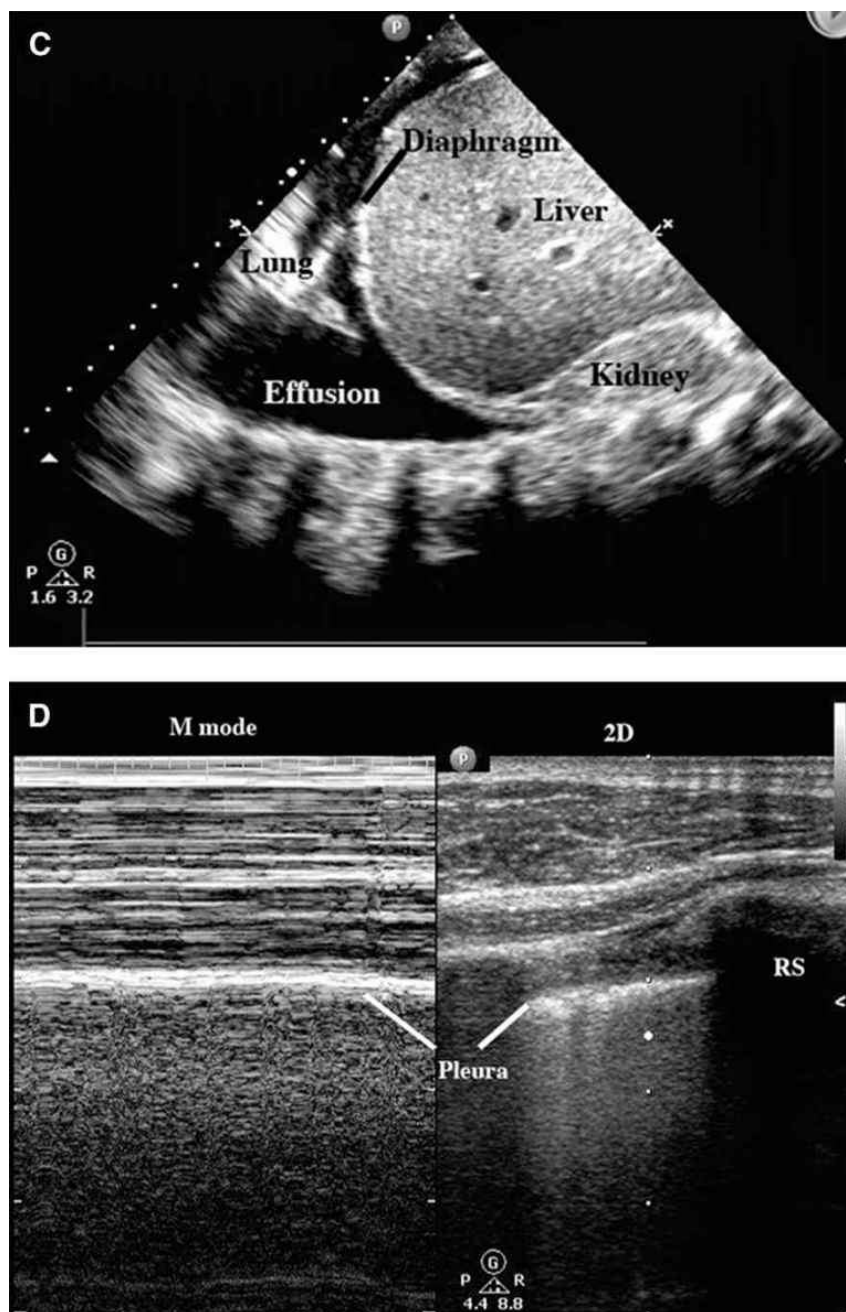 C
P
Diaphragm
Liver
Lung
Effusion
Kidney
G
P R
1.6 3.2
D
M mode
2D
P
RS
Pleura
G
P R
4.4 8.8